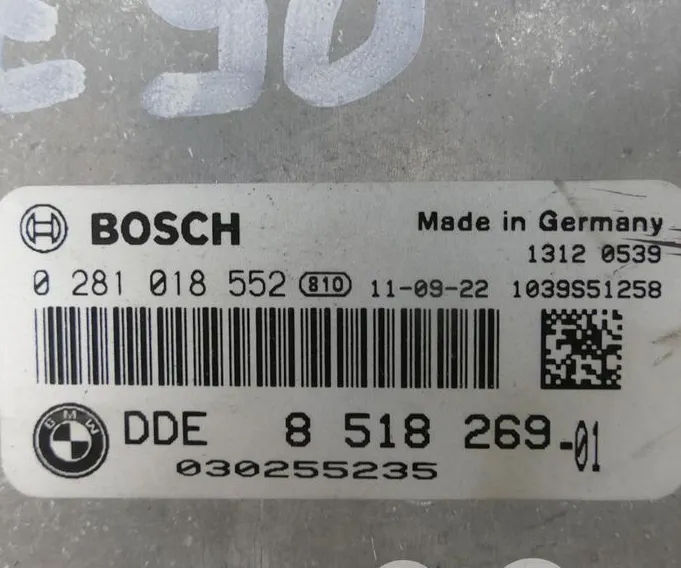 E90
BOSCH
Made in Germany
1312 0539
0 281 018 552 810 11-09-22 1039S51258
BMW
DDE 8 518 269-01
030255235